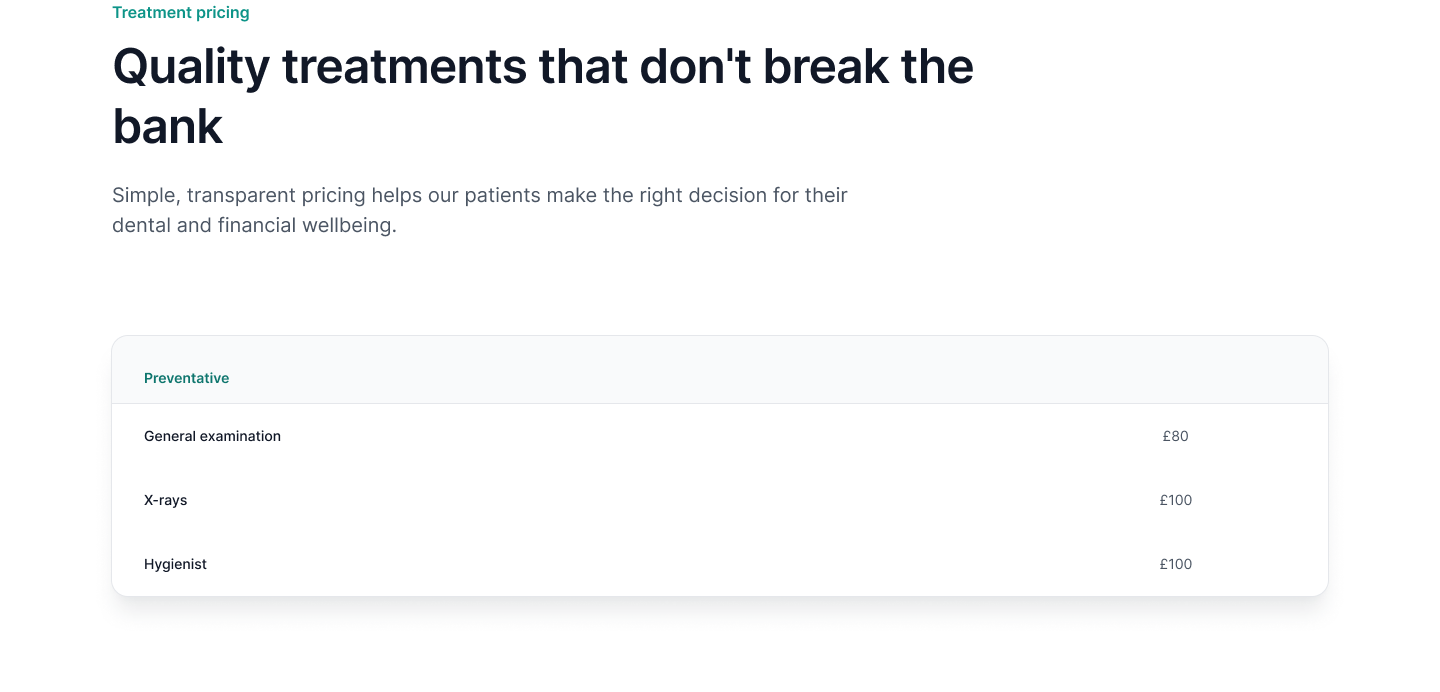 Treatment pricing
Quality treatments that don't break the
bank
Simple, transparent pricing helps our patients make the right decision for their
dental and financial wellbeing.
Preventative
General examination £80
X-rays £100
Hygienist £100